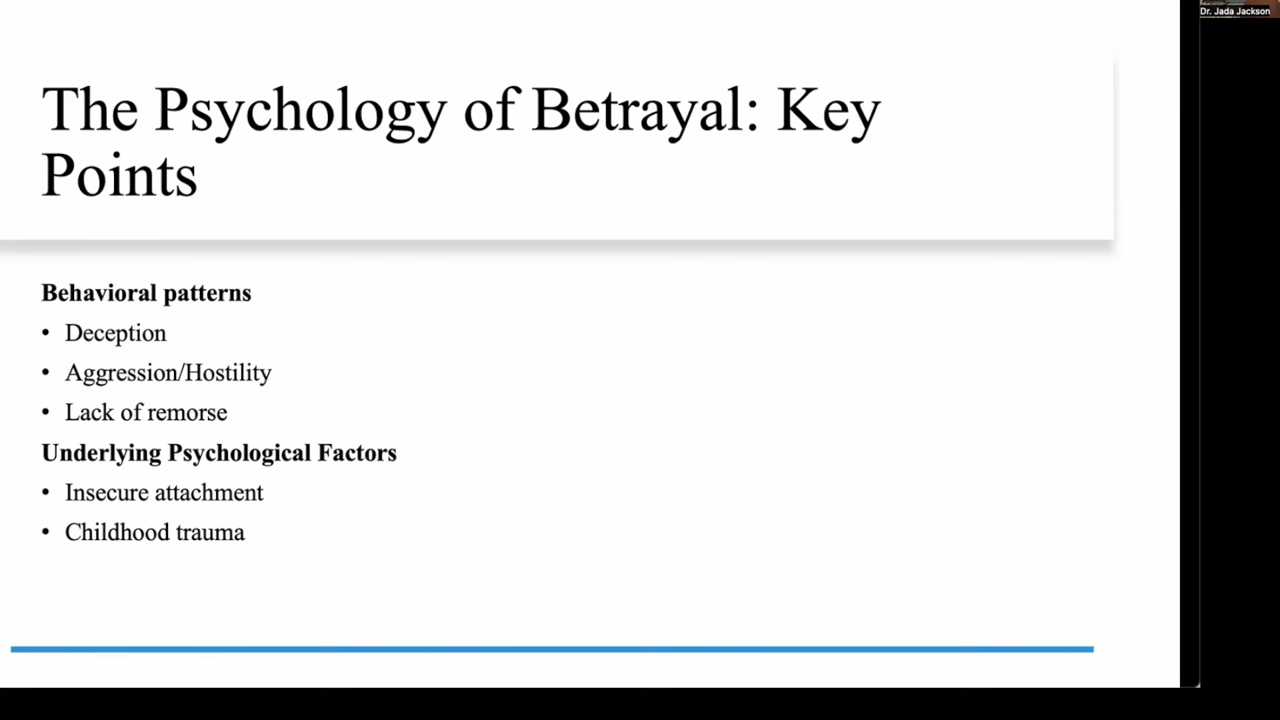 Dr. Jada Jackson
The Psychology of Betrayal: Key
Points
Behavioral patterns
• Deception
• Aggression/Hostility
• Lack of remorse
Underlying Psychological Factors
• Insecure attachment
• Childhood trauma